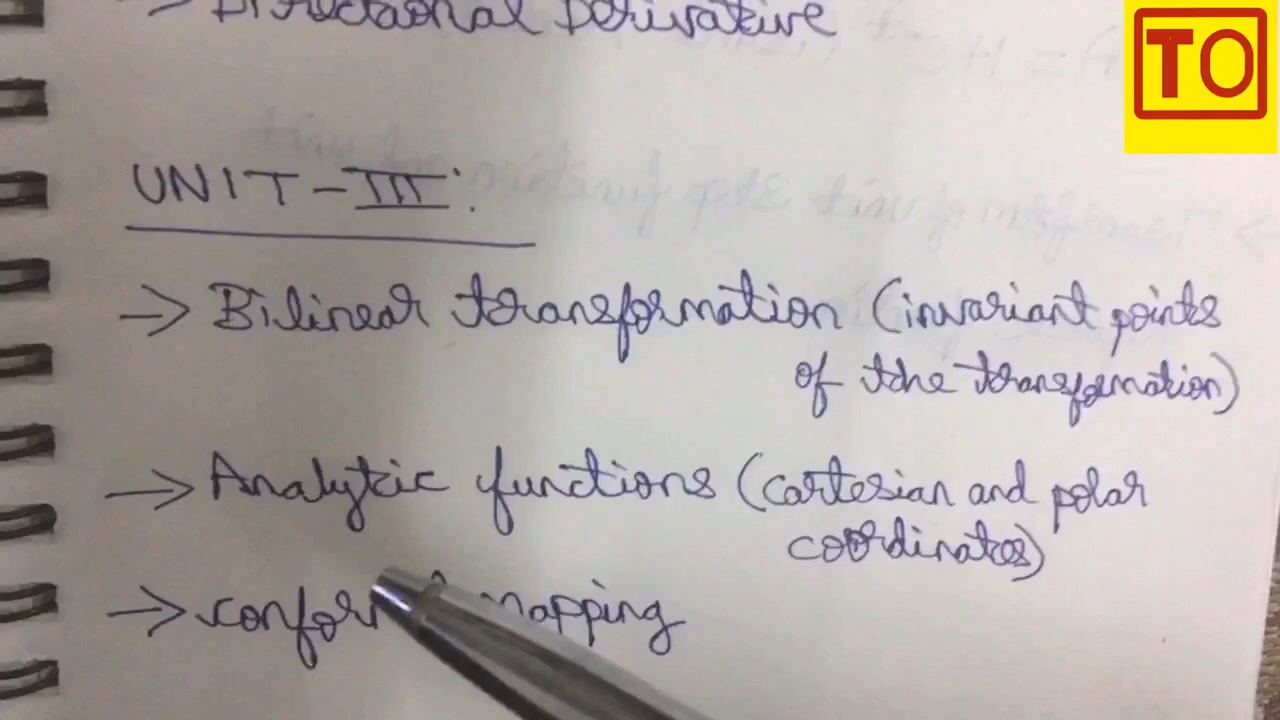 → Directional Derivative
TO
UNIT-III:
→ Bilinear transformation (invariant points
of the transformation)
→ Analytic functions (cartesian and polar
coordinates)
→ mapping